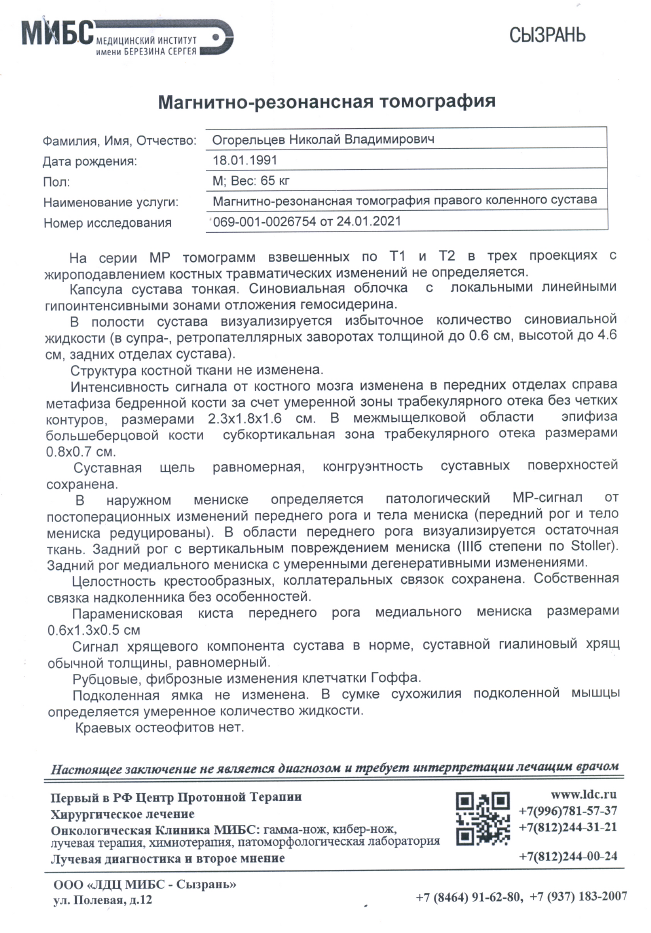 МИБС МЕДИЦИНСКИЙ ИНСТИТУТ
имени БЕРЕЗИНА СЕРГЕЯ
СЫЗРАНЬ
Магнитно-резонансная томография
Фамилия, Имя, Отчество: Огорельцев Николай Владимирович
Дата рождения: 18.01.1991
Пол: М; Вес: 65 кг
Наименование услуги: Магнитно-резонансная томография правого коленного сустава
Номер исследования 069-001-0026754 от 24.01.2021
На серии МР томограмм взвешенных по Т1 и Т2 в трех проекциях с
жироподавлением костных травматических изменений не определяется.
Капсула сустава тонкая. Синовиальная облочка с локальными линейными
гипоинтенсивными зонами отложения гемосидерина.
В полости сустава визуализируется избыточное количество синовиальной
жидкости (в супра-, ретропателлярных заворотах толщиной до 0.6 см, высотой до 4.6
см, задних отделах сустава).
Структура костной ткани не изменена.
Интенсивность сигнала от костного мозга изменена в передних отделах справа
метафиза бедренной кости за счет умеренной зоны трабекулярного отека без четких
контуров, размерами 2.3х1.8х1.6 см. В межмыщелковой области эпифиза
большеберцовой кости субкортикальная зона трабекулярного отека размерами
0.8х0.7 см.
Суставная щель равномерная, конгруэнтность суставных поверхностей
сохранена.
В наружном мениске определяется патологический МР-сигнал от
постоперационных изменений переднего рога и тела мениска (передний рог и тело
мениска редуцированы). В области переднего рога визуализируется остаточная
ткань. Задний рог с вертикальным повреждением мениска (IIIб степени по Stoller).
Задний рог медиального мениска с умеренными дегенеративными изменениями.
Целостность крестообразных, коллатеральных связок сохранена. Собственная
связка надколенника без особенностей.
Параменисковая киста переднего рога медиального мениска размерами
0.6х1.3х0.5 см
Сигнал хрящевого компонента сустава в норме, суставной гиалиновый хрящ
обычной толщины, равномерный.
Рубцовые, фиброзные изменения клетчатки Гоффа.
Подколенная ямка не изменена. В сумке сухожилия подколенной мышцы
определяется умеренное количество жидкости.
Краевых остеофитов нет.
Настоящее заключение не является диагнозом и требует интерпретации лечащим врачом
Первый в РФ Центр Протонной Терапии
Хирургическое лечение
Онкологическая Клиника МИБС: гамма-нож, кибер-нож,
лучевая терапия, химиотерапия, патоморфологическая лаборатория
Лучевая диагностика и второе мнение
www.ldc.ru
+7(996)781-57-37
+7(812)244-31-21
+7(812)244-00-24
ООО «ЛДЦ МИБС - Сызрань»
ул. Полевая, д.12
+7 (8464) 91-62-80, +7 (937) 183-2007